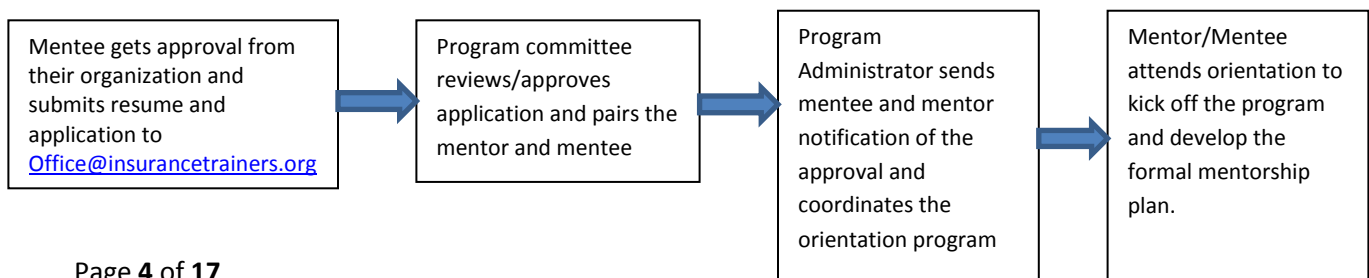 Mentee gets approval from
their organization and
submits resume and
application to
Office@insurancetrainers.org
Program committee
reviews/approves
application and pairs the
mentor and mentee
Program
Administrator sends
mentee and mentor
notification of the
approval and
coordinates the
orientation program
Mentor/Mentee
attends orientation to
kick off the program
and develop the
formal mentorship
plan.
Page 4 of 17